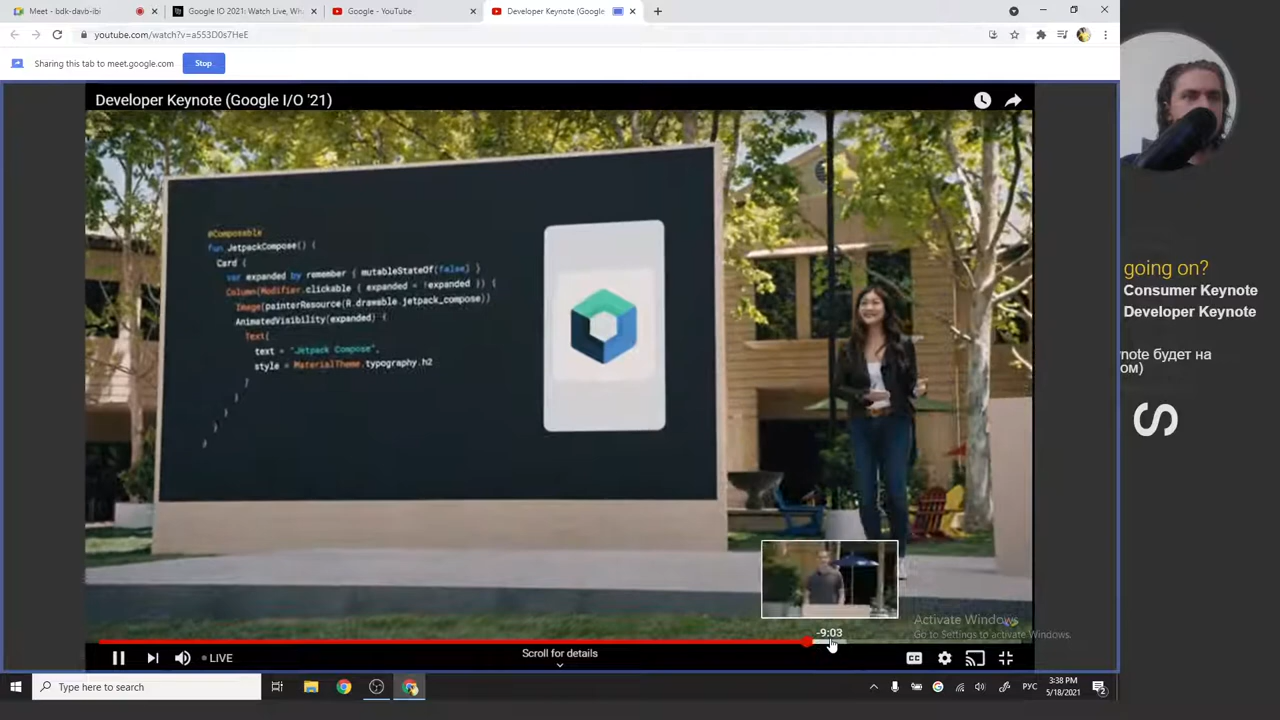 Meet - bdk-davb-ibi
Google IO 2021: Watch Live, Wh
Google - YouTube
Developer Keynote (Google I/O
youtube.com/watch?v=a553D0s7HeE
Sharing this tab to meet.google.com
Stop
Developer Keynote (Google I/O '21)
@Composable
fun JetpackCompose() {
Card {
var expanded by remember { mutableStateOf(false) }
Column(Modifier.clickable { expanded = !expanded }) {
Image(painterResource(R.drawable.jetpack_compose))
AnimatedVisibility(expanded) {
Text(
text = "Jetpack Compose",
style = MaterialTheme.typography.h2
)
}
}
}
going on?
Consumer Keynote
Developer Keynote
note будет на
ом)
S
-9:03
Activate Windows
Go to Settings to activate Windows.
LIVE
Scroll for details
CC
Type here to search
РУС
3:38 PM
5/18/2021
2